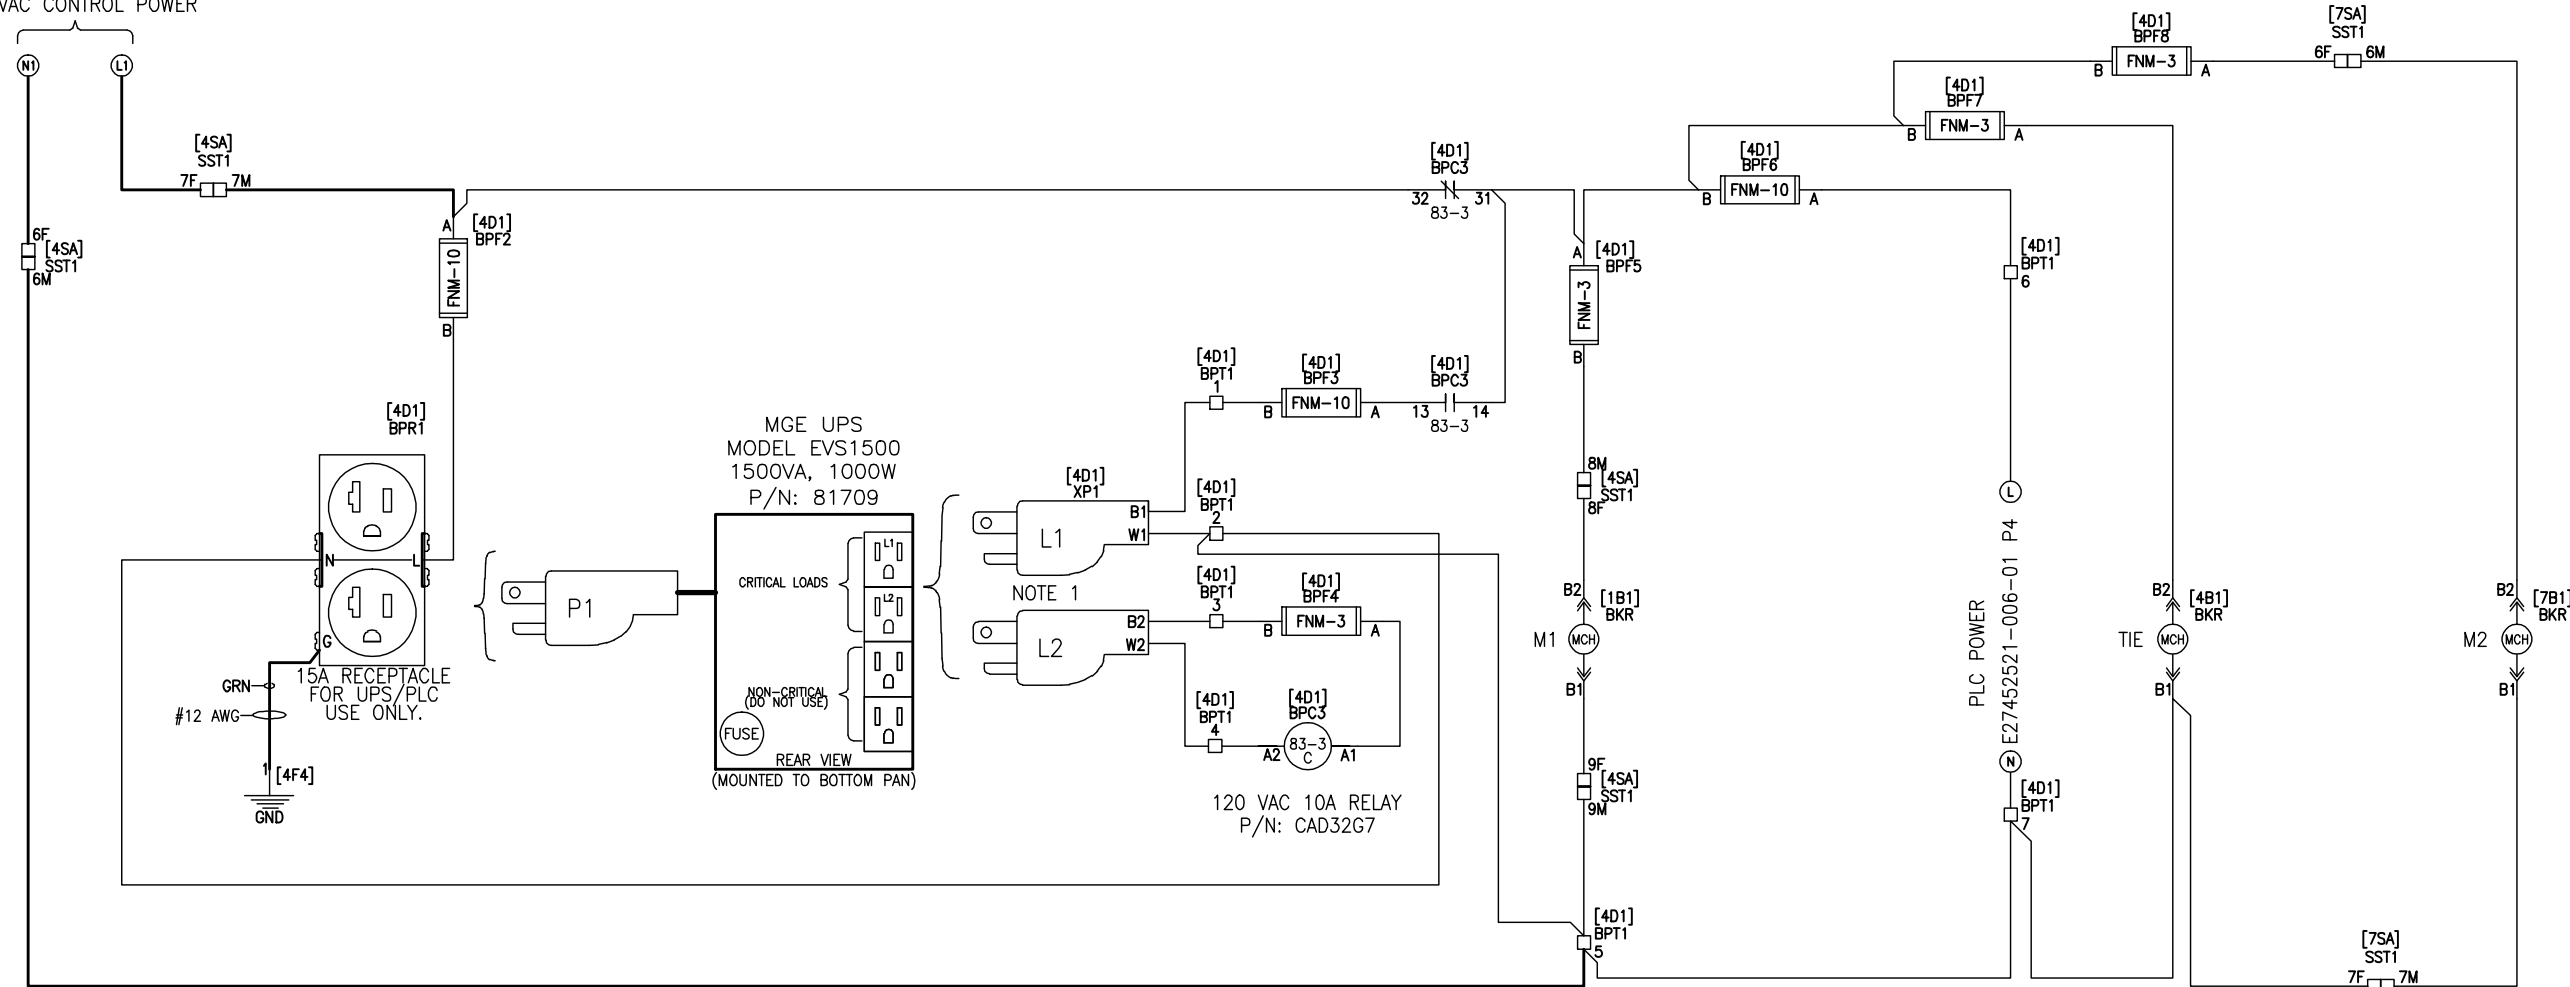 VAC CONTROL POWER
N1
L1
[4SA]
SST1
7F 7M
6F
[4SA]
SST1
6M
A
[4D1]
BPF2
FNM-10
B
[4D1]
BPR1
N L
G
15A RECEPTACLE
FOR UPS/PLC
USE ONLY.
GRN
#12 AWG
1 [4F4]
GND
P1
MGE UPS
MODEL EVS1500
1500VA, 1000W
P/N: 81709
L1
CRITICAL LOADS
L2
NON-CRITICAL
(DO NOT USE)
FUSE
REAR VIEW
(MOUNTED TO BOTTOM PAN)
[4D1]
XP1
L1
B1
W1
NOTE 1
L2
B2
W2
[4D1]
BPT1
1
[4D1]
BPF3
B FNM-10 A
[4D1]
BPC3
13 14
83-3
[4D1]
BPC3
32 31
83-3
[4D1]
BPT1
2
[4D1]
BPT1
3
[4D1]
BPF4
B FNM-3 A
[4D1]
BPT1
4
[4D1]
BPC3
A2 83-3 A1
C
120 VAC 10A RELAY
P/N: CAD32G7
A
[4D1]
BPF5
FNM-3
B
8M
[4SA]
SST1
8F
B2
[1B1]
BKR
M1 MCH
B1
9F
[4SA]
SST1
9M
[4D1]
BPT1
5
[4D1]
BPF6
B FNM-10 A
[4D1]
BPF7
B FNM-3 A
[4D1]
BPF8
B FNM-3 A
[7SA]
SST1
6F 6M
[4D1]
BPT1
6
L
PLC POWER
E27452521-006-01 P4
N
[4D1]
BPT1
7
B2
[4B1]
BKR
TIE MCH
B1
B2
[7B1]
BKR
M2 MCH
B1
[7SA]
SST1
7F 7M